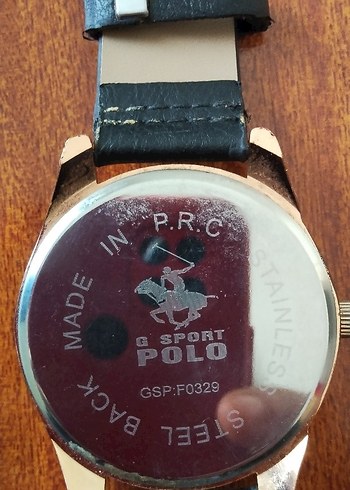 MADE IN P.R.C
STAINLESS STEEL BACK
G SPORT
POLO
GSP:F0329